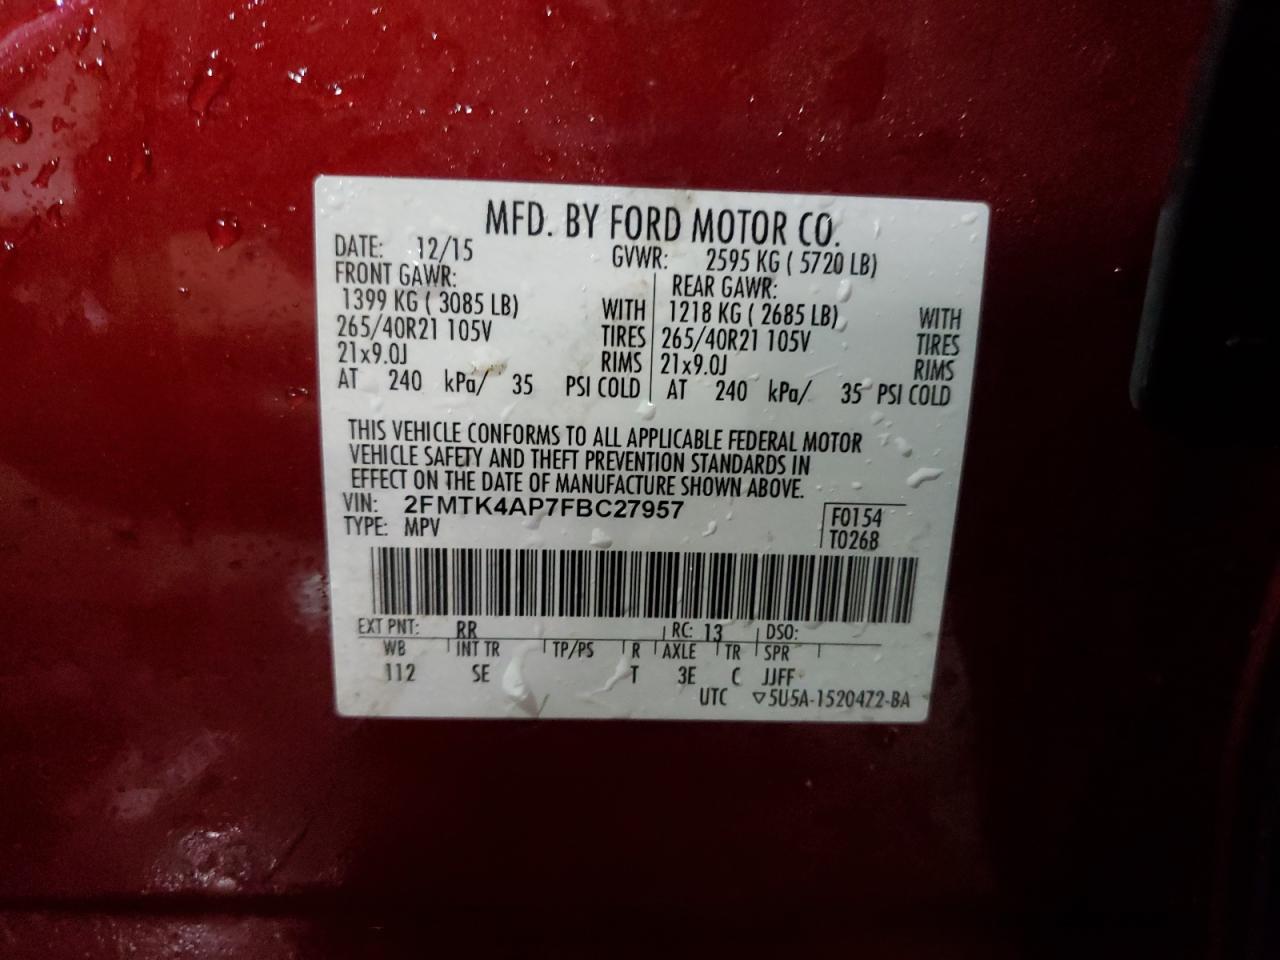 MFD. BY FORD MOTOR CO.
DATE: 12/15 GVWR: 2595 KG ( 5720 LB)
FRONT GAWR: REAR GAWR:
1399 KG ( 3085 LB) WITH 1218 KG ( 2685 LB) WITH
265/40R21 105V TIRES 265/40R21 105V TIRES
21x9.0J RIMS 21x9.0J RIMS
AT 240 kPa/ 35 PSI COLD AT 240 kPa/ 35 PSI COLD
THIS VEHICLE CONFORMS TO ALL APPLICABLE FEDERAL MOTOR
VEHICLE SAFETY AND THEFT PREVENTION STANDARDS IN
EFFECT ON THE DATE OF MANUFACTURE SHOWN ABOVE.
VIN: 2FMTK4AP7FBC27957 F0154
TYPE: MPV T0268
EXT PNT: RR RC: 13 DSO:
WB INT TR TP/PS R AXLE TR SPR
112 SE T 3E C JJFF
UTC ▽5U5A-1520472-BA